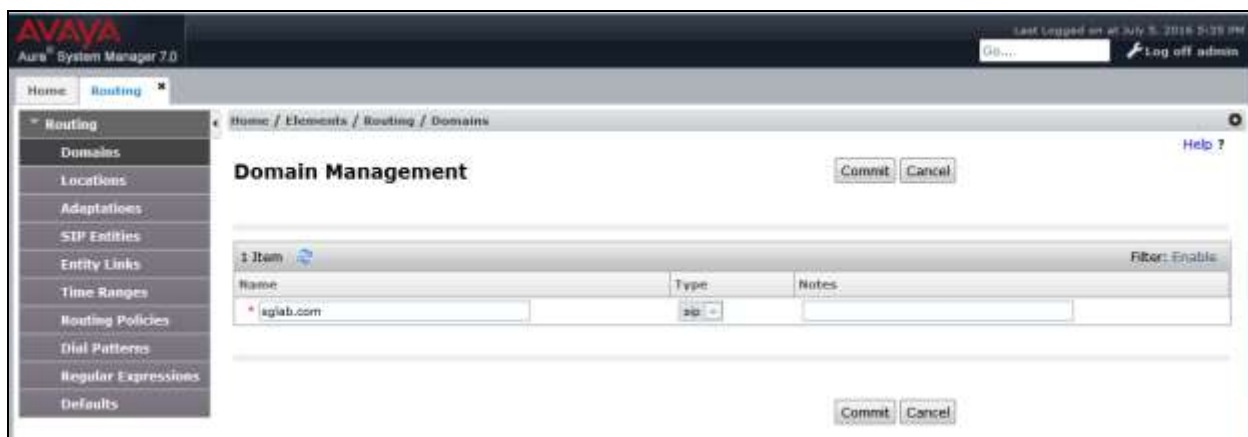 AVAYA
Aura® System Manager 7.0
Last Logged on at July 5, 2016 5:25 PM
Go...
Log off admin
Home
Routing ×
Routing
Domains
Locations
Adaptations
SIP Entities
Entity Links
Time Ranges
Routing Policies
Dial Patterns
Regular Expressions
Defaults
Home / Elements / Routing / Domains
Help ?
Domain Management
Commit Cancel
1 Item
Filter: Enable
Name Type Notes
* sglab.com sip
Commit Cancel